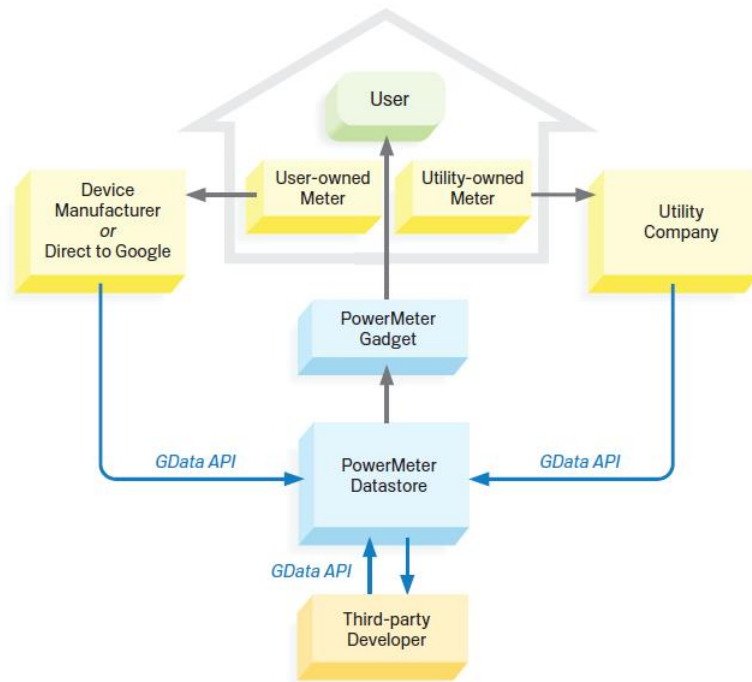 User
User-owned
Meter
Utility-owned
Meter
Device
Manufacturer
or
Direct to Google
Utility
Company
PowerMeter
Gadget
GData API
PowerMeter
Datastore
GData API
GData API
Third-party
Developer